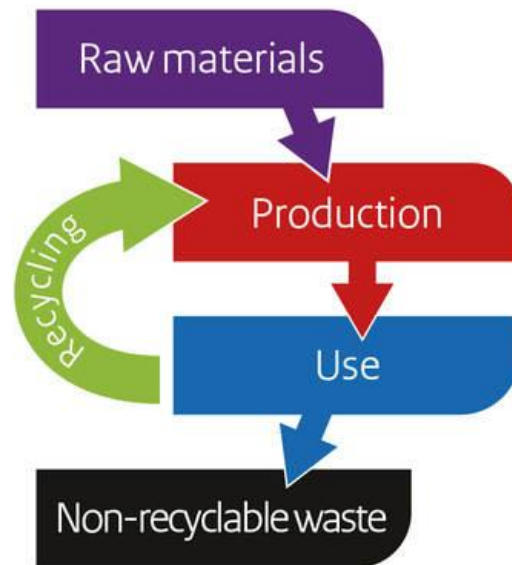 Raw materials
Production
Recycling
Use
Non-recyclable waste